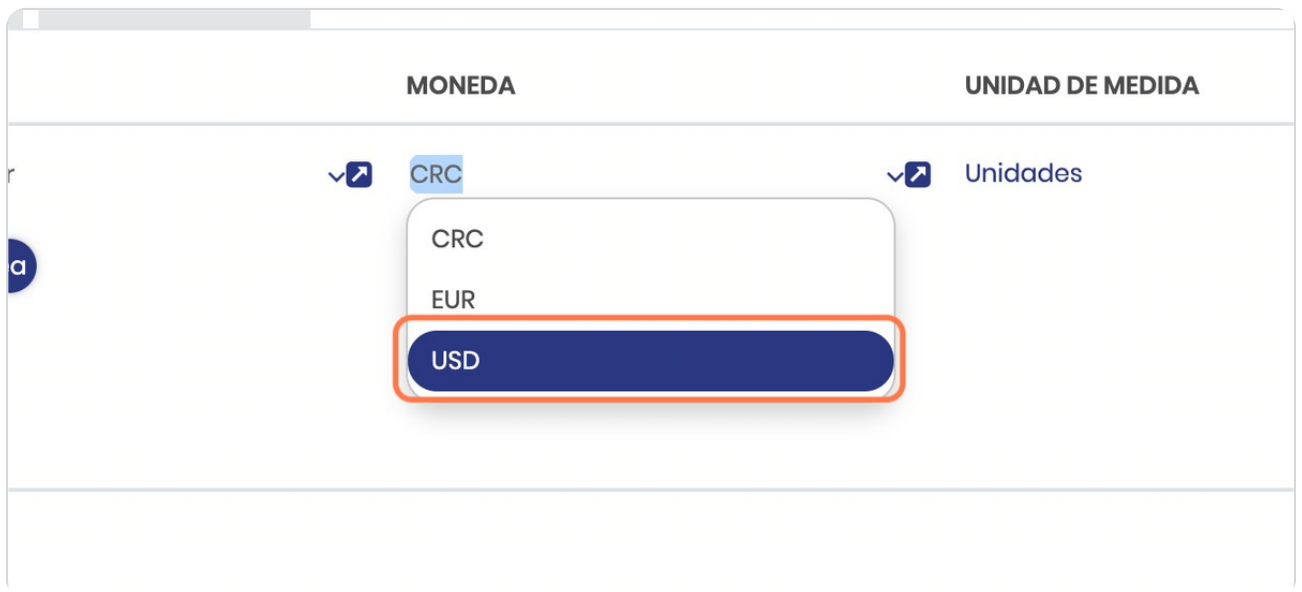 MONEDA UNIDAD DE MEDIDA
r CRC Unidades
CRC
a
EUR
USD